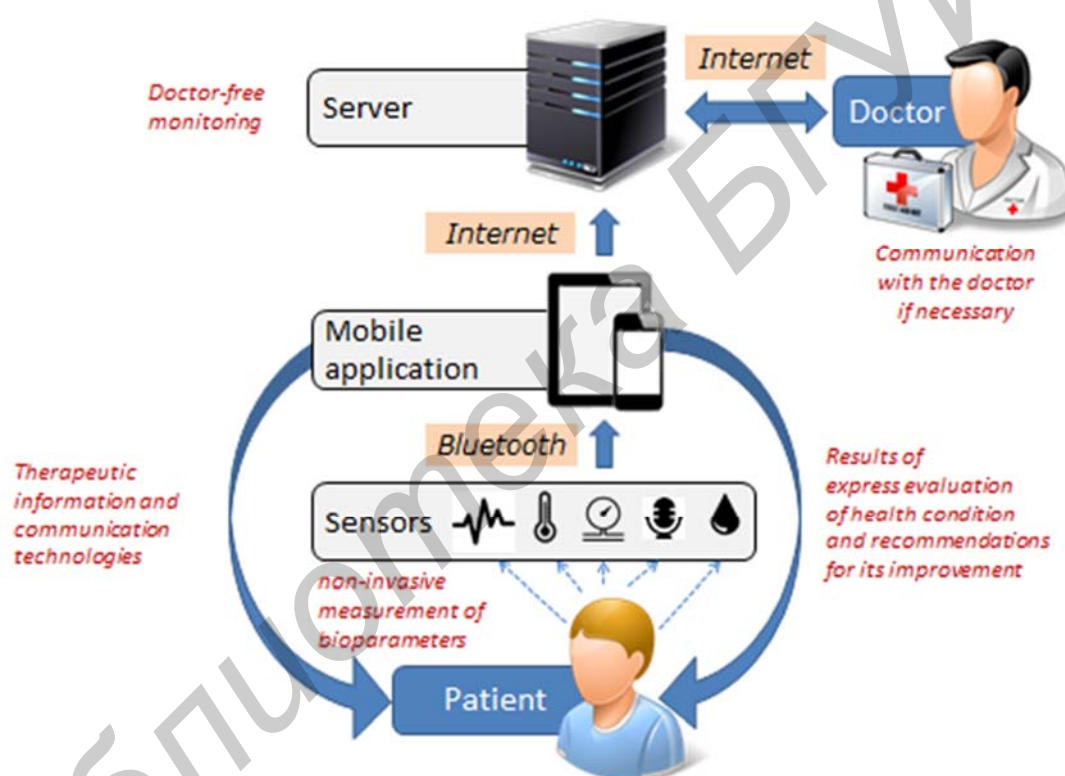 Internet
Doctor-free
monitoring
Server
Doctor
Internet
Communication
with the doctor
if necessary
Mobile
application
Bluetooth
Therapeutic
information and
communication
technologies
Results of
express evaluation
of health condition
and recommendations
for its improvement
Sensors
non-invasive
measurement of
bioparameters
Patient
блиотека БГУИ